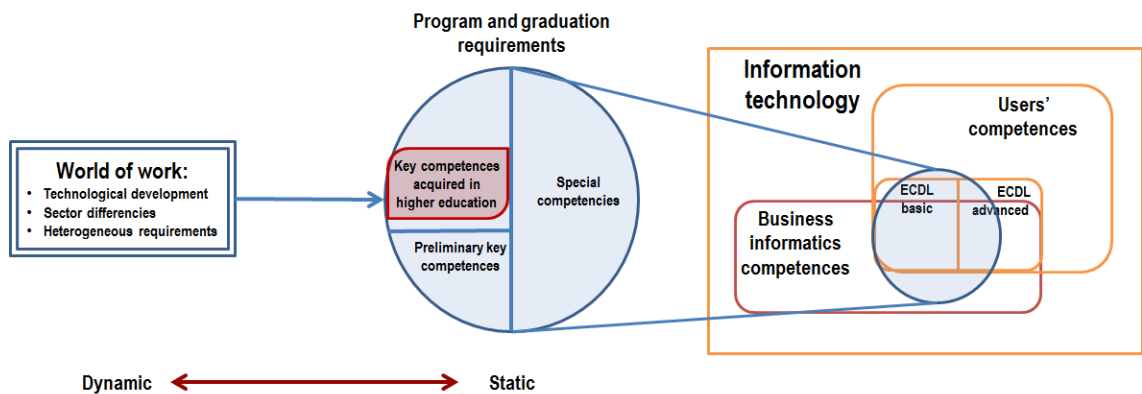 Program and graduation
requirements
World of work:
• Technological development
• Sector differencies
• Heterogeneous requirements
Key competences
acquired in
higher education
Preliminary key
competences
Special
competencies
Information
technology
Users'
competences
ECDL
basic
ECDL
advanced
Business
informatics
competences
Dynamic
Static